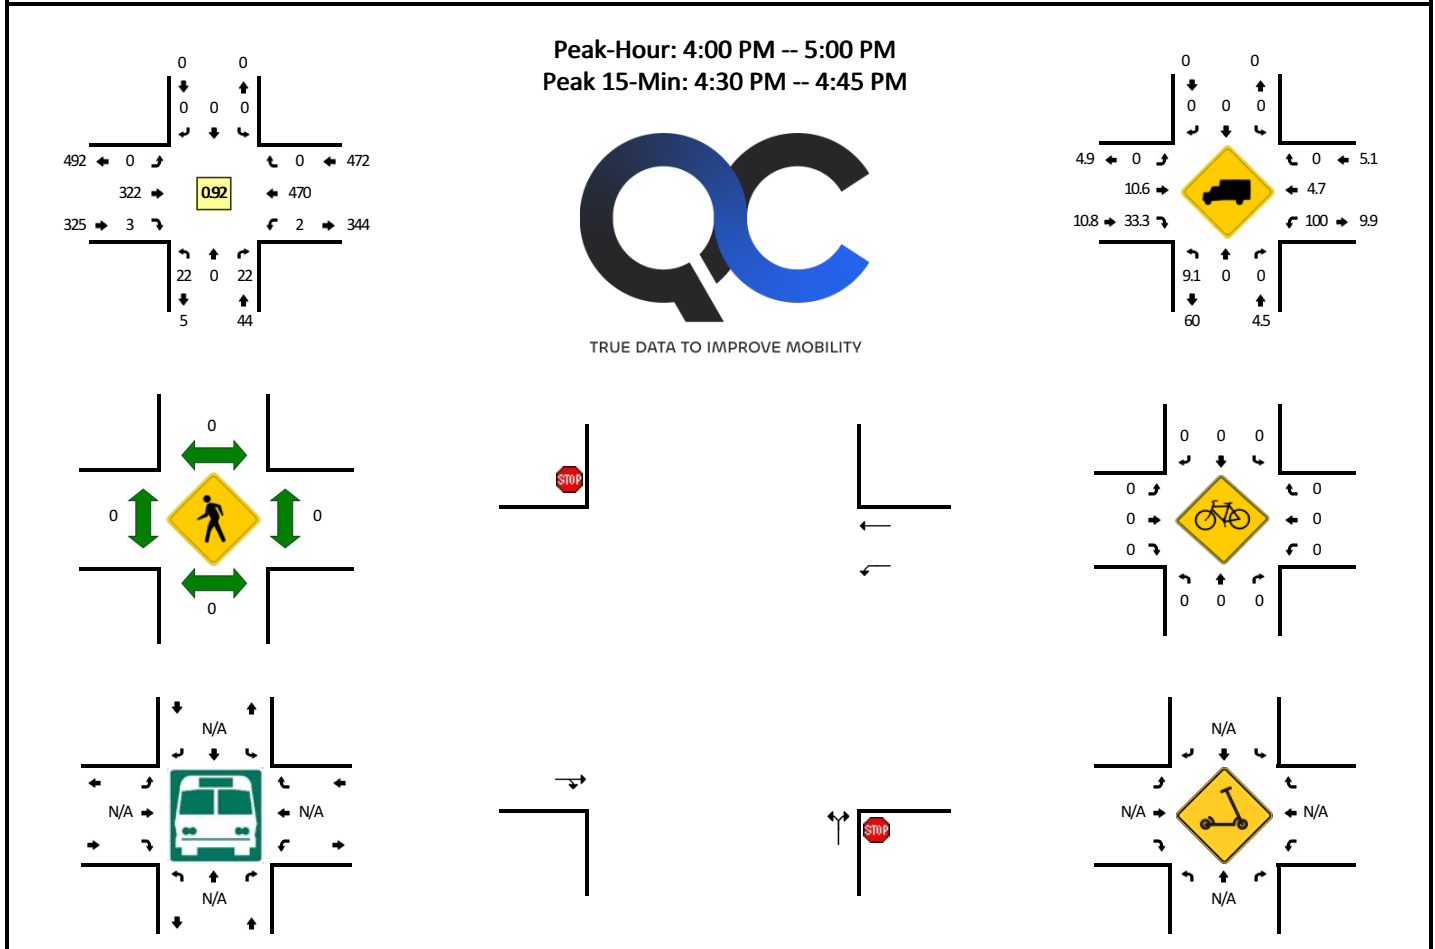 Peak-Hour: 4:00 PM -- 5:00 PM
Peak 15-Min: 4:30 PM -- 4:45 PM
0 0
0 0 0
492 0 0 472
322 0.92 470
325 3 2 344
22 0 22
5 44
QC
TRUE DATA TO IMPROVE MOBILITY
0 0
0 0 0
4.9 0 0 5.1
10.6 4.7
10.8 33.3 100 9.9
9.1 0 0
60 4.5
0
0 0
0
STOP
STOP
0 0 0
0 0
0 0
0 0
0 0 0
N/A
N/A N/A
N/A
N/A
N/A N/A
N/A